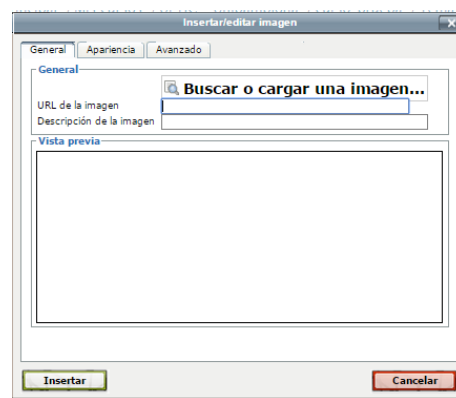 Insertar/editar imagen
X
General Apariencia Avanzado
General
Buscar o cargar una imagen...
URL de la imagen
Descripción de la imagen
Vista previa
Insertar Cancelar